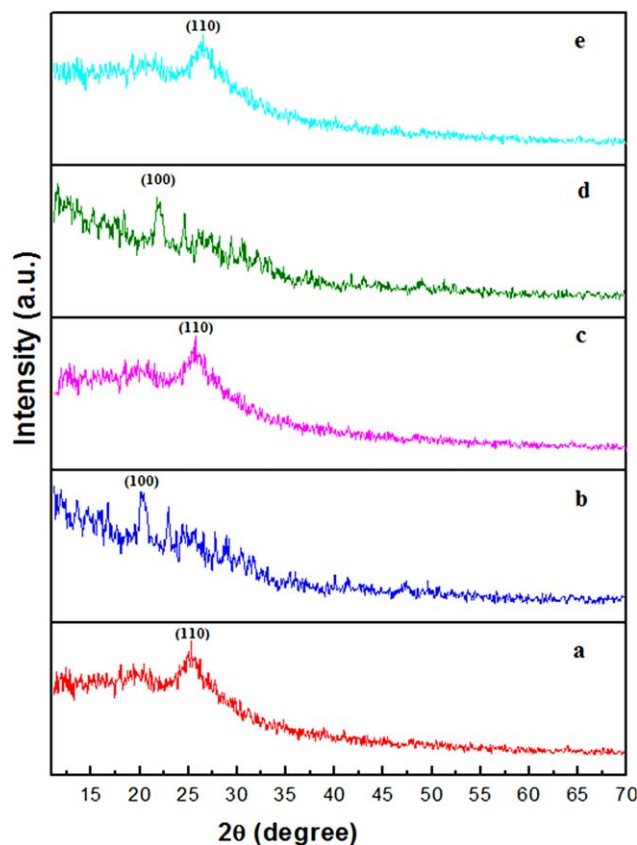 (110)
e
(100)
d
(110)
c
(100)
b
(110)
a
Intensity (a.u.)
15 20 25 30 35 40 45 50 55 60 65 70
2θ (degree)